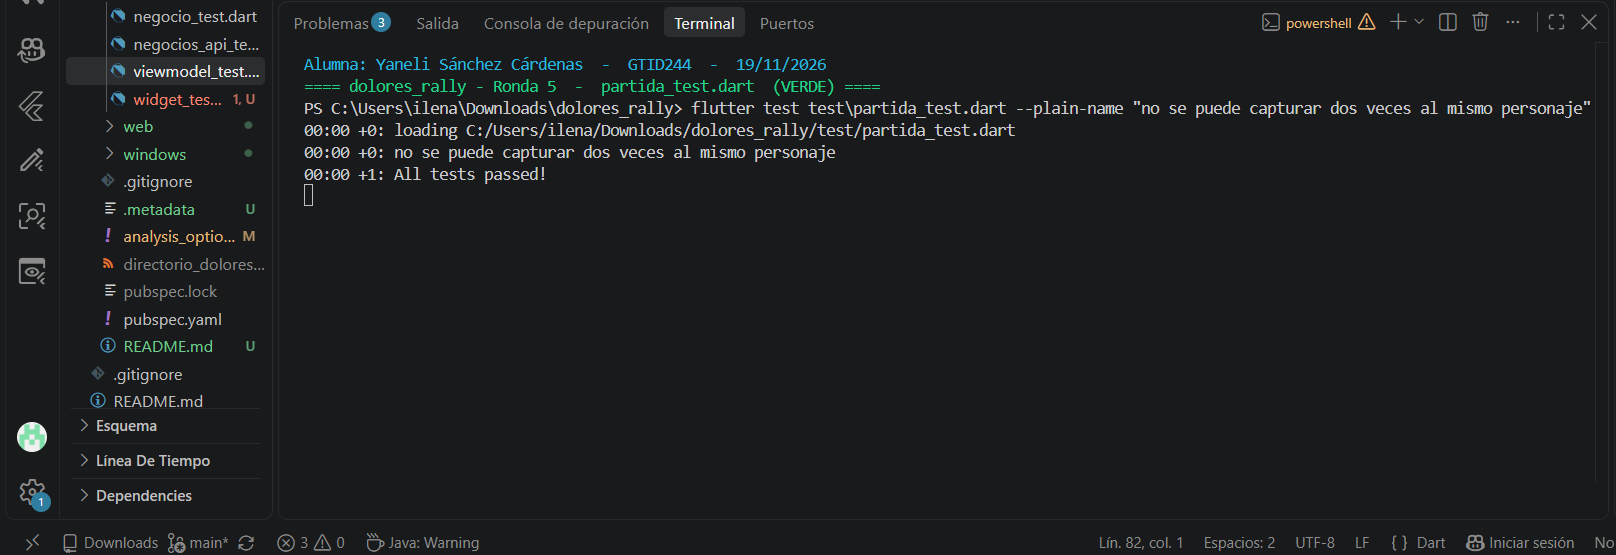 negocio_test.dart
negocios_api_te...
viewmodel_test....
widget_tes... 1, U
web
windows
.gitignore
.metadata U
analysis_optio... M
directorio_dolores...
pubspec.lock
pubspec.yaml
README.md U
.gitignore
README.md
Esquema
Línea De Tiempo
Dependencies
1
Problemas 3 Salida Consola de depuración Terminal Puertos
powershell
Alumna: Yaneli Sánchez Cárdenas - GTID244 - 19/11/2026
==== dolores_rally - Ronda 5 - partida_test.dart (VERDE) ====
PS C:\Users\ilena\Downloads\dolores_rally> flutter test test\partida_test.dart --plain-name "no se puede capturar dos veces al mismo personaje"
00:00 +0: loading C:/Users/ilena/Downloads/dolores_rally/test/partida_test.dart
00:00 +0: no se puede capturar dos veces al mismo personaje
00:00 +1: All tests passed!
Downloads main* 3 0 Java: Warning Lín. 82, col. 1 Espacios: 2 UTF-8 LF { } Dart Iniciar sesión No